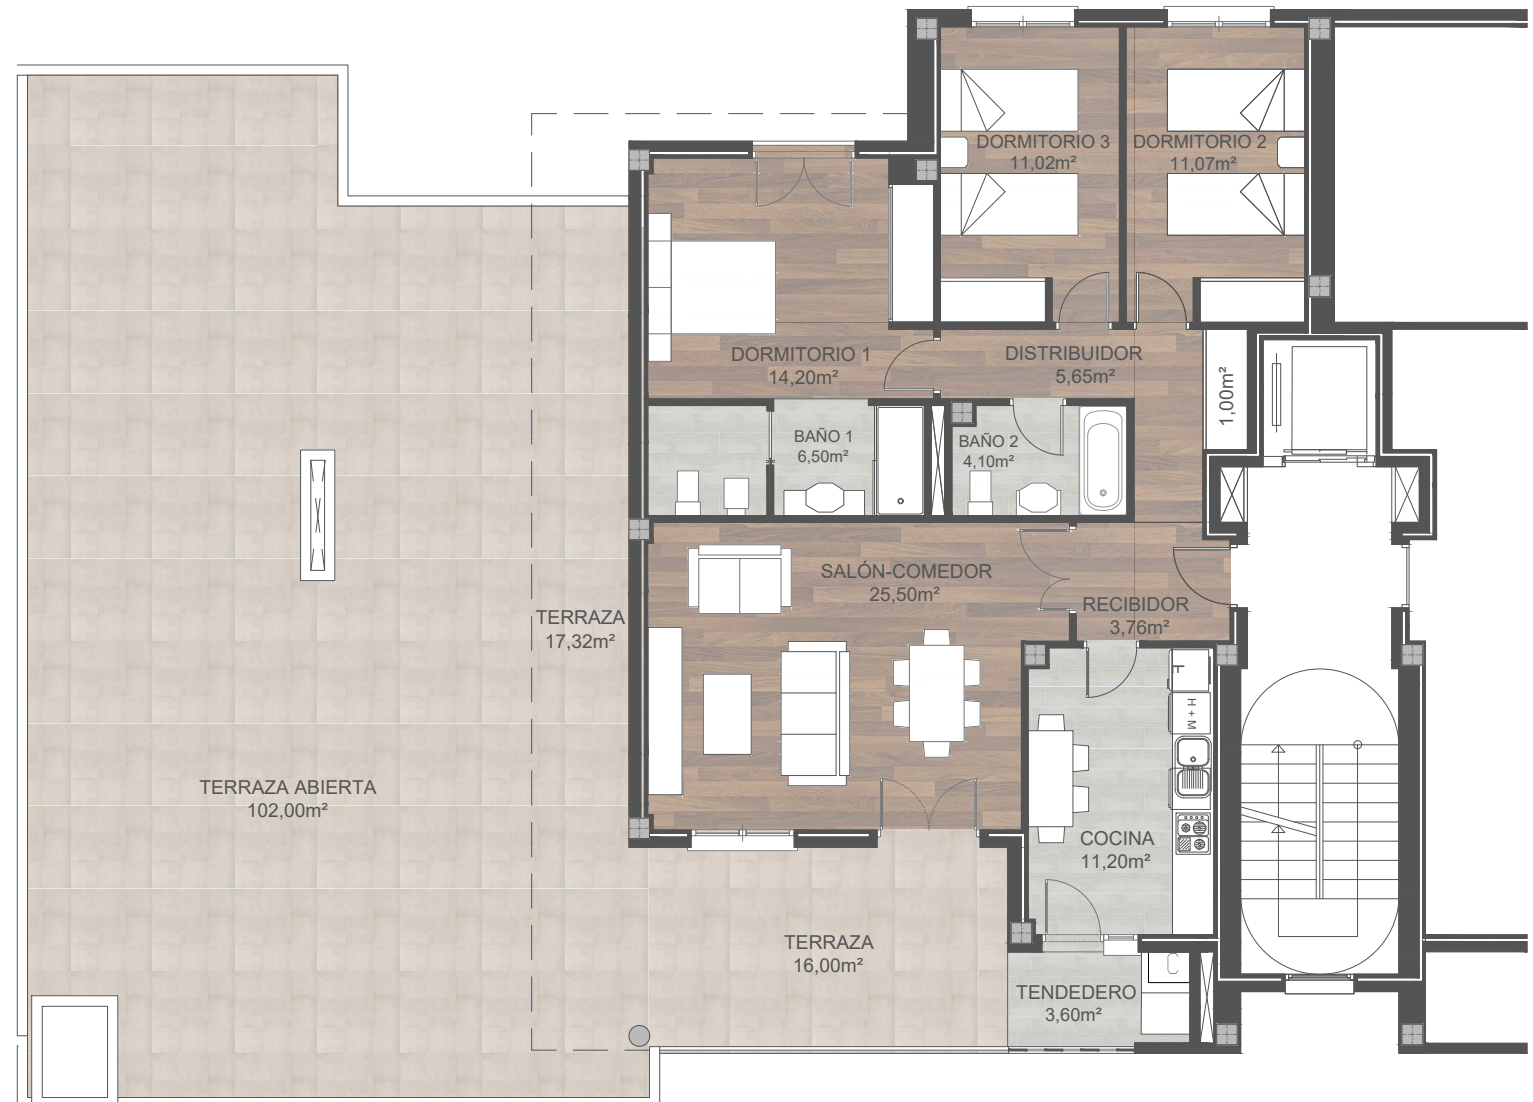 DORMITORIO 3
11,02m²
DORMITORIO 2
11,07m²
DORMITORIO 1
14,20m²
DISTRIBUIDOR
5,65m²
1,00m²
BAÑO 1
6,50m²
BAÑO 2
4,10m²
SALÓN-COMEDOR
25,50m²
RECIBIDOR
3,76m²
TERRAZA
17,32m²
F
H + M
TERRAZA ABIERTA
102,00m²
COCINA
11,20m²
TERRAZA
16,00m²
C
TENDEDERO
3,60m²